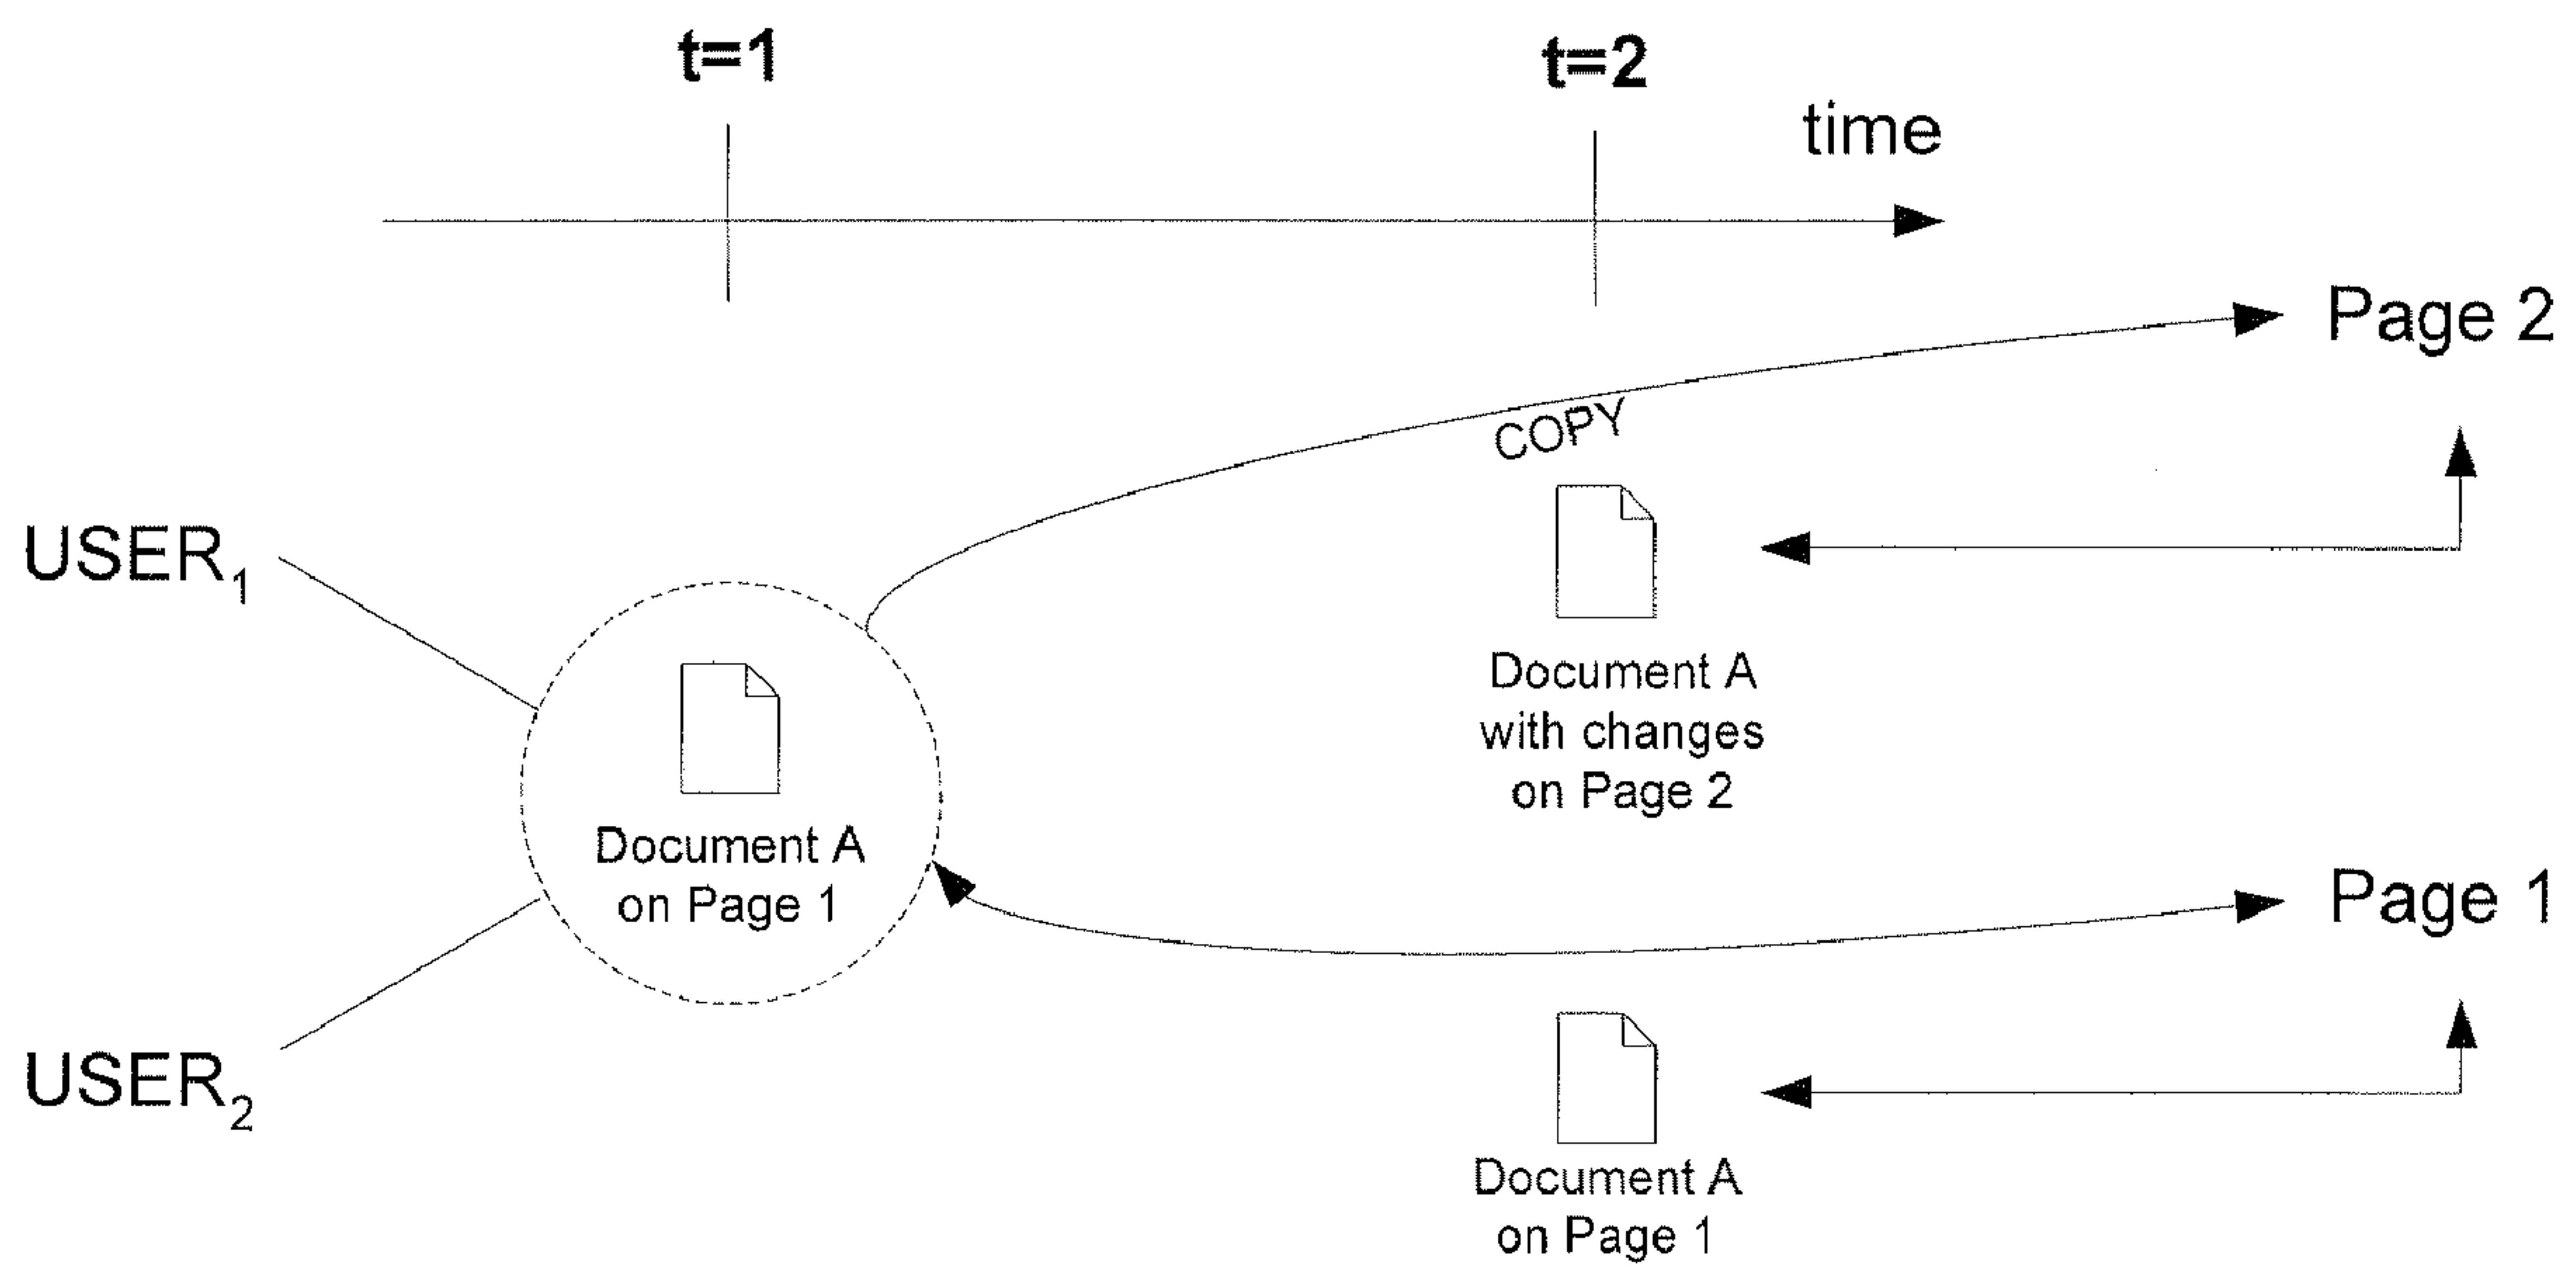 t=1
t=2
time
Page 2
COPY
USER1
Document A
with changes
on Page 2
Document A
on Page 1
Page 1
USER2
Document A
on Page 1